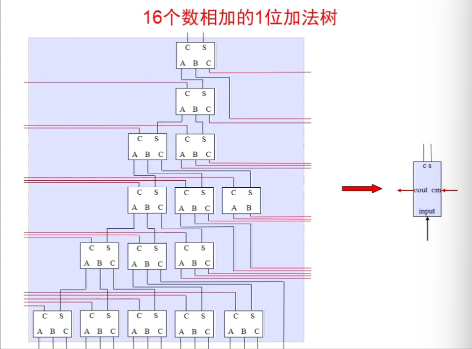 16个数相加的1位加法树
C S
A B C
C S
A B C
C S C S
A B C A B C
C S C S
A B C A B C A B
C S C S C S
A B C A B C A B C
C S C S C S C S C S
A B C A B C A B C A B C A B C
c s
cout cin
input